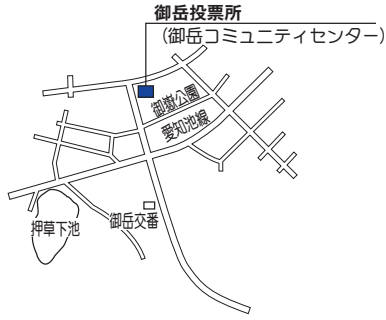 御岳投票所
(御岳コミュニティセンター)
御嶽公園
愛知池線
御岳交番
押草下池